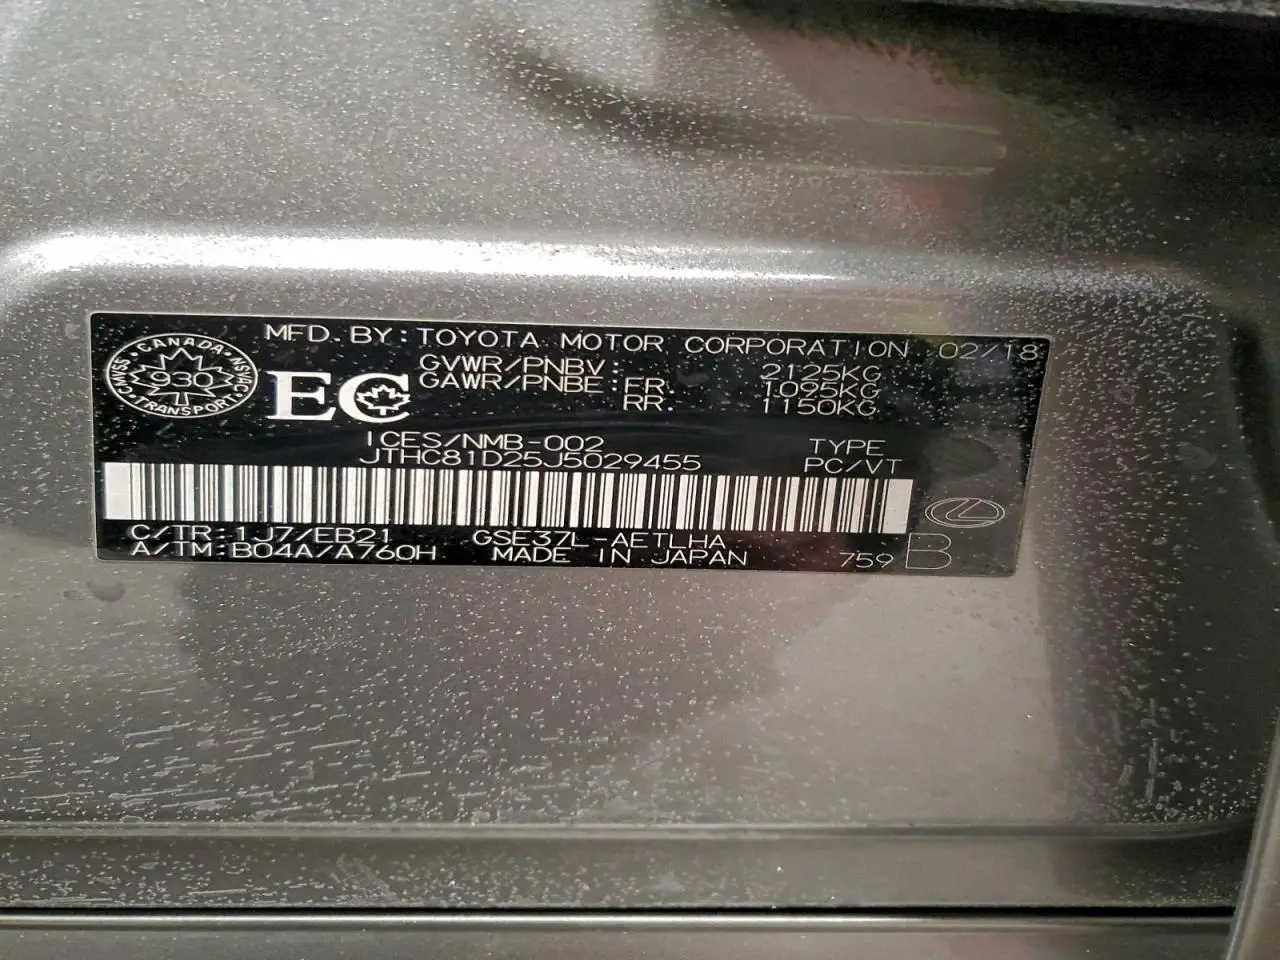 MFD. BY: TOYOTA MOTOR CORPORATION 02/18
CANADA
930
TRANSPORT
NSVAC
SMVAC
EC
GVWR/PNBV : 2125KG
GAWR/PNBE : FR. 1095KG
RR. 1150KG
ICES/NMB-002 TYPE
JTHC81D25J5029455 PC/VT
C/TR: 1J7/EB21 GSE37L-AETLHA
A/TM: B04A/A760H MADE IN JAPAN 759 B